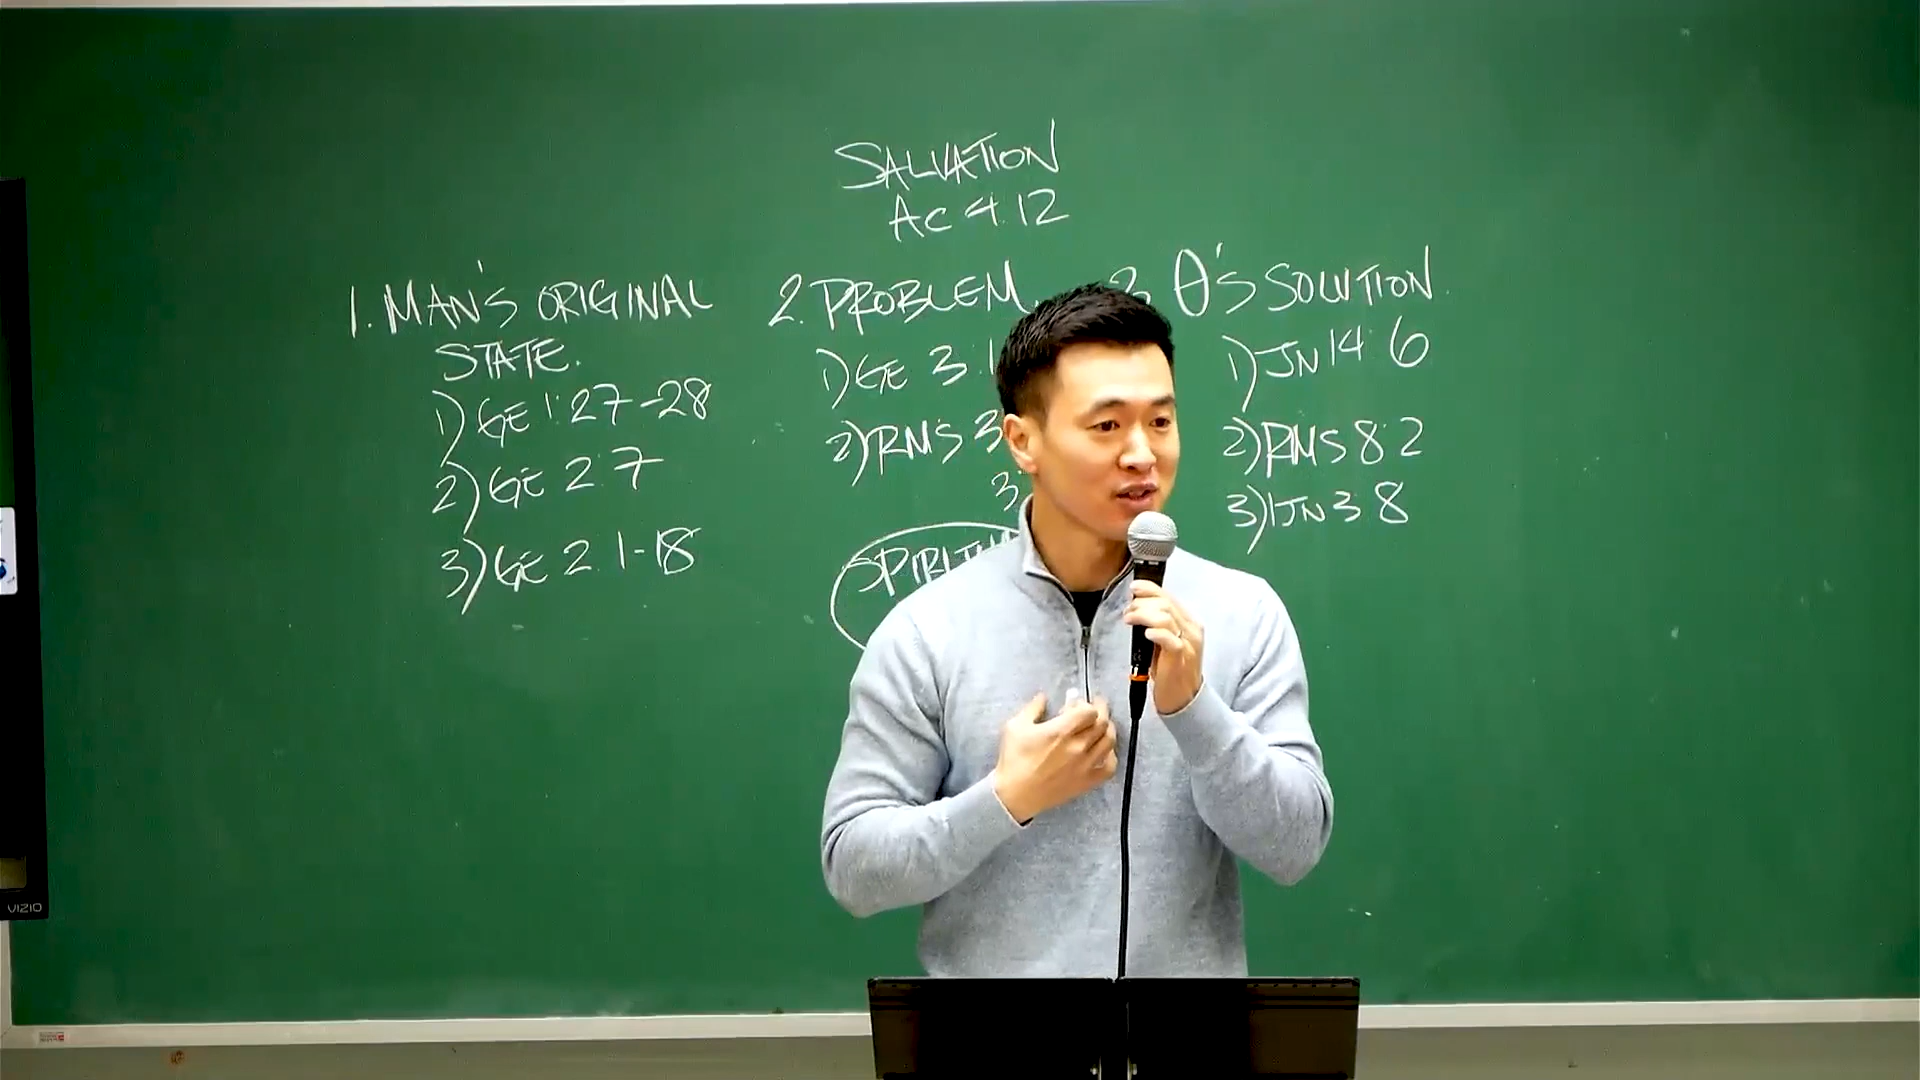 SALVATION
AC 4:12
1. MAN'S ORIGINAL
STATE.
1) GE 1:27-28
2) GE 2:7
3) GE 2:1-18
2. PROBLEM.
1) GE 3:1
2) RMS 3
3:
SPIRITU
3. θ'S SOLUTION.
1) JN 14:6
2) RMS 8:2
3) 1JN 3:8
VIZIO